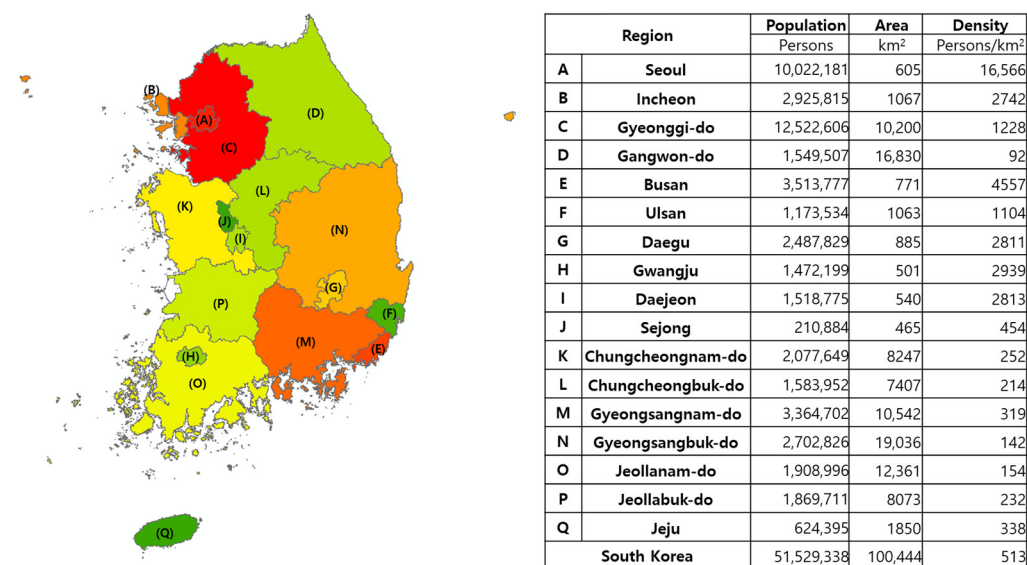 (B)
(A)
(D)
(C)
(L)
(K)
(J)
(N)
(I)
(G)
(P)
(F)
(M)
(E)
(H)
(O)
(Q)
Region Population Area Density
Persons km² Persons/km²
A Seoul 10,022,181 605 16,566
B Incheon 2,925,815 1067 2742
C Gyeonggi-do 12,522,606 10,200 1228
D Gangwon-do 1,549,507 16,830 92
E Busan 3,513,777 771 4557
F Ulsan 1,173,534 1063 1104
G Daegu 2,487,829 885 2811
H Gwangju 1,472,199 501 2939
I Daejeon 1,518,775 540 2813
J Sejong 210,884 465 454
K Chungcheongnam-do 2,077,649 8247 252
L Chungcheongbuk-do 1,583,952 7407 214
M Gyeongsangnam-do 3,364,702 10,542 319
N Gyeongsangbuk-do 2,702,826 19,036 142
O Jeollanam-do 1,908,996 12,361 154
P Jeollabuk-do 1,869,711 8073 232
Q Jeju 624,395 1850 338
South Korea 51,529,338 100,444 513